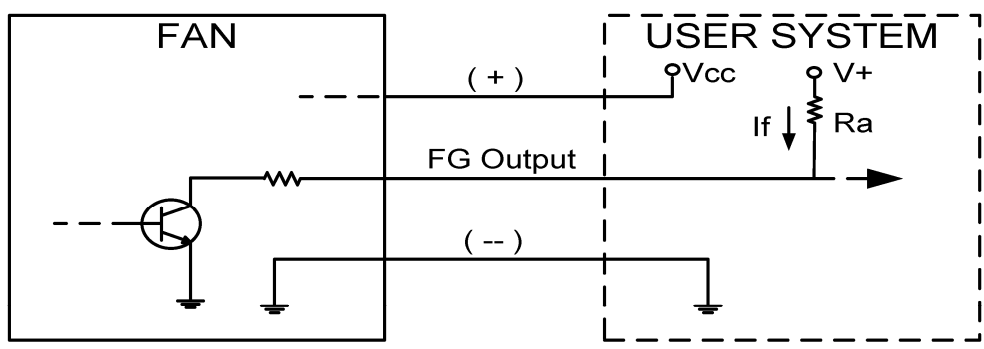 FAN
USER SYSTEM
( + )
Vcc
V+
If
Ra
FG Output
( -- )